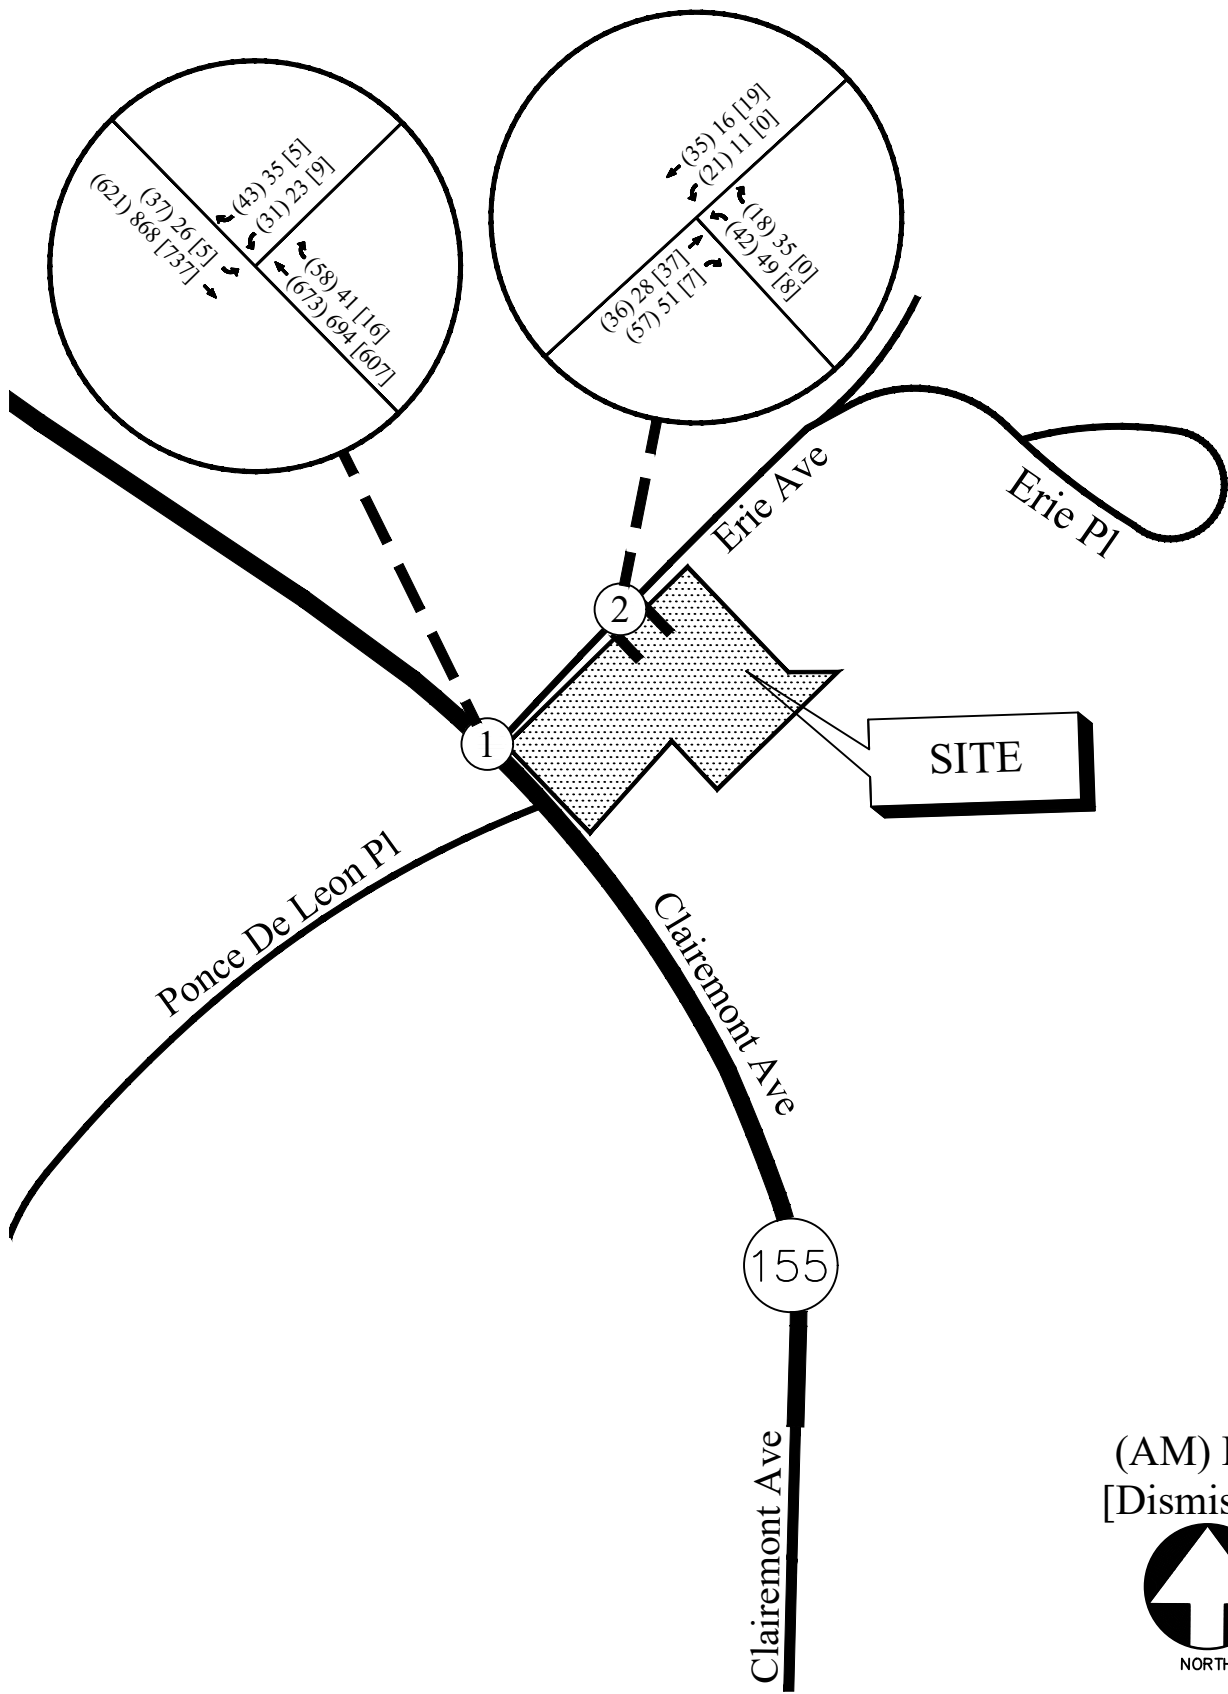 (43) 35 [5]
(31) 23 [9]
(37) 26 [5]
(621) 868 [737]
(58) 41 [16]
(673) 694 [607]
(35) 16 [19]
(21) 11 [0]
(18) 35 [0]
(42) 49 [8]
(36) 28 [37]
(57) 51 [7]
Erie Ave
Erie Pl
2
1
SITE
Ponce De Leon Pl
Clairemont Ave
155
Clairemont Ave
(AM)
[Dismis
NORTH